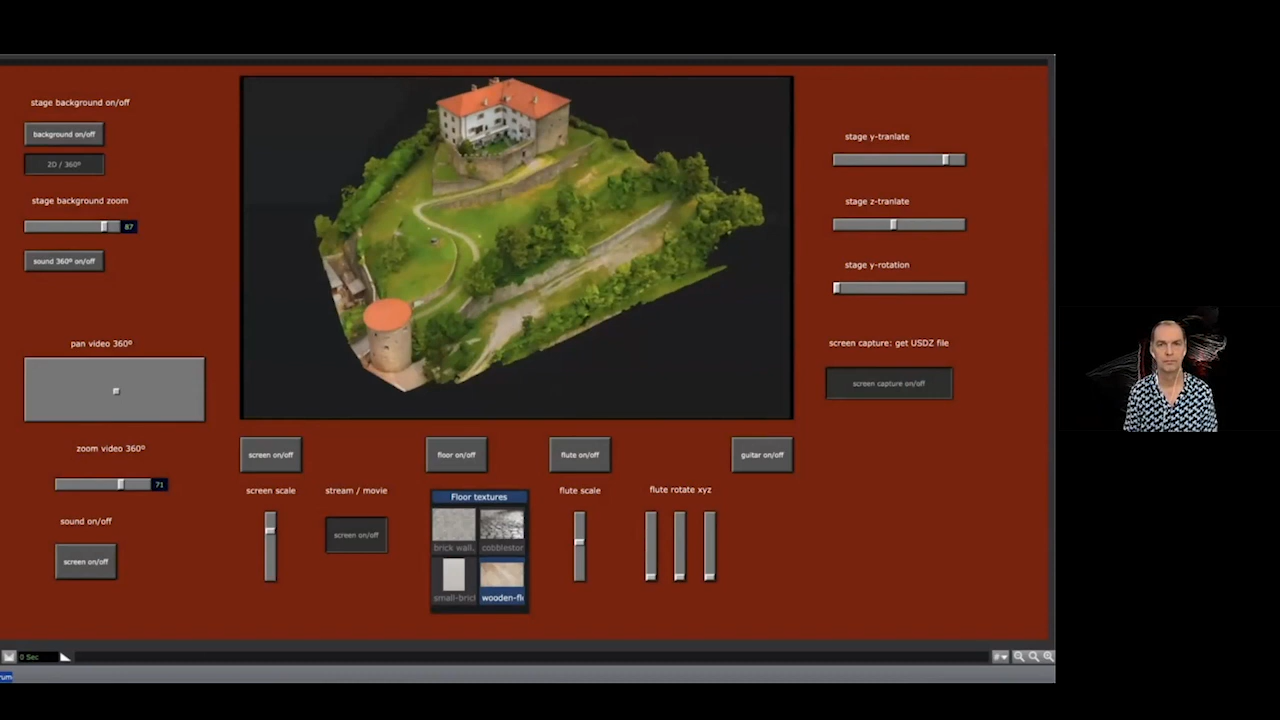 stage background on/off
background on/off
2D / 360º
stage background zoom
87
sound 360º on/off
pan video 360º
zoom video 360º
71
sound on/off
screen on/off
screen on/off
floor on/off
flute on/off
guitar on/off
screen scale
stream / movie
screen on/off
Floor textures
brick wall.
cobblestor
small-bric
wooden-fl
flute scale
flute rotate xyz
stage y-tranlate
stage z-tranlate
stage y-rotation
screen capture: get USDZ file
screen capture on/off
0 Sec
rum